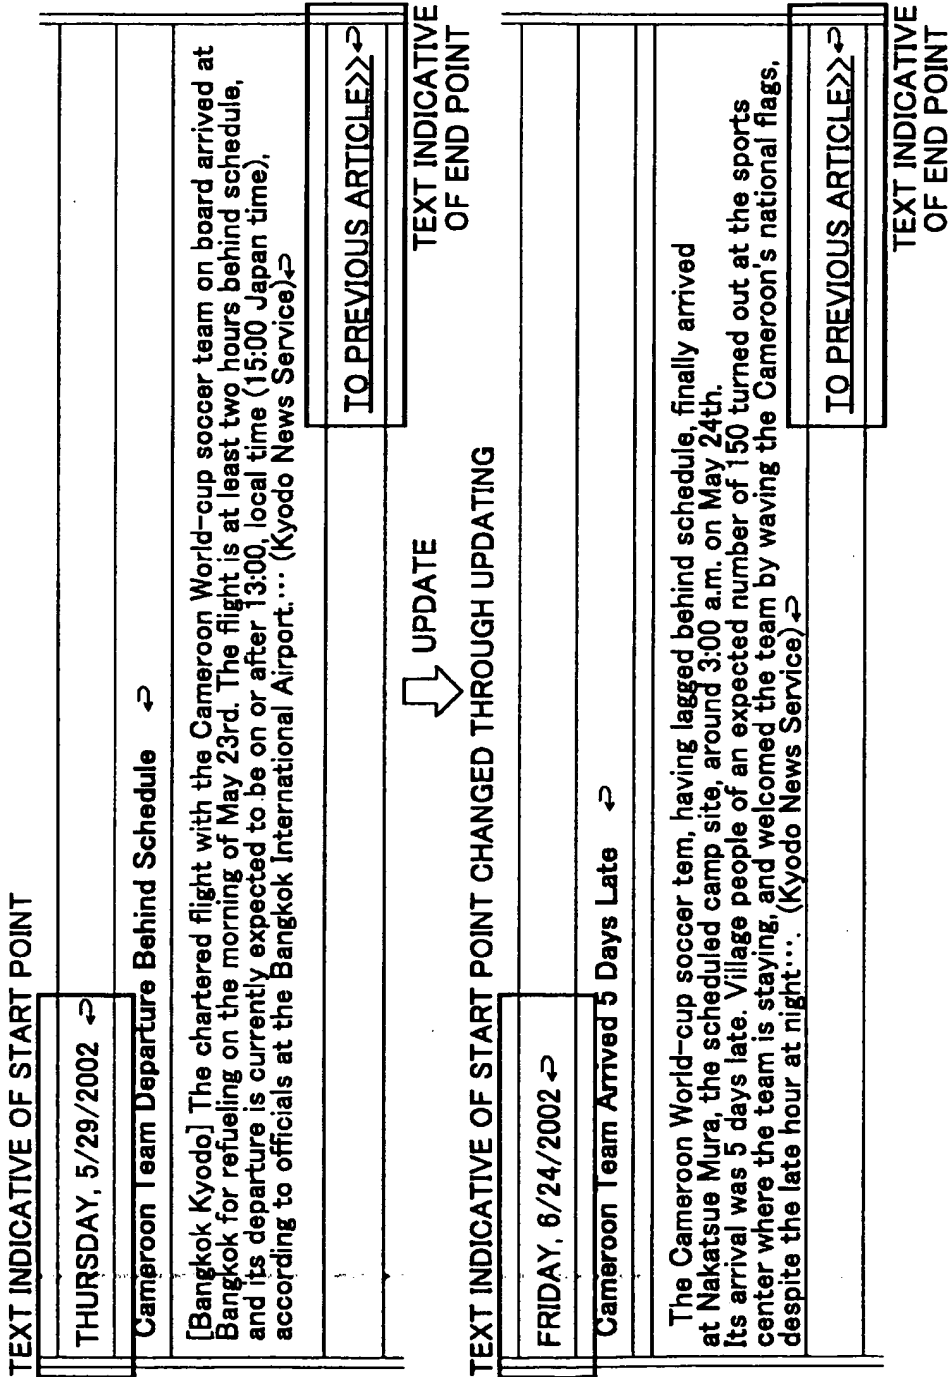 TEXT INDICATIVE OF START POINT
THURSDAY, 5/29/2002 ↩
Cameroon Team Departure Behind Schedule ↩
[Bangkok Kyodo] The chartered flight with the Cameroon World-cup soccer team on board arrived at
Bangkok for refueling on the morning of May 23rd. The flight is at least two hours behind schedule,
and its departure is currently expected to be on or after 13:00, local time (15:00 Japan time),
according to officials at the Bangkok International Airport.… (Kyodo News Service)↩
TO PREVIOUS ARTICLE>>↩
TEXT INDICATIVE
OF END POINT
UPDATE
TEXT INDICATIVE OF START POINT CHANGED THROUGH UPDATING
FRIDAY, 6/24/2002↩
Cameroon Team Arrived 5 Days Late ↩
The Cameroon World-cup soccer tem, having lagged behind schedule, finally arrived
at Nakatsue Mura, the scheduled camp site, around 3:00 a.m. on May 24th.
Its arrival was 5 days late. Village people of an expected number of 150 turned out at the sports
center where the team is staying, and welcomed the team by waving the Cameroon's national flags,
despite the late hour at night…. (Kyodo News Service)↩
TO PREVIOUS ARTICLE>>↩
TEXT INDICATIVE
OF END POINT